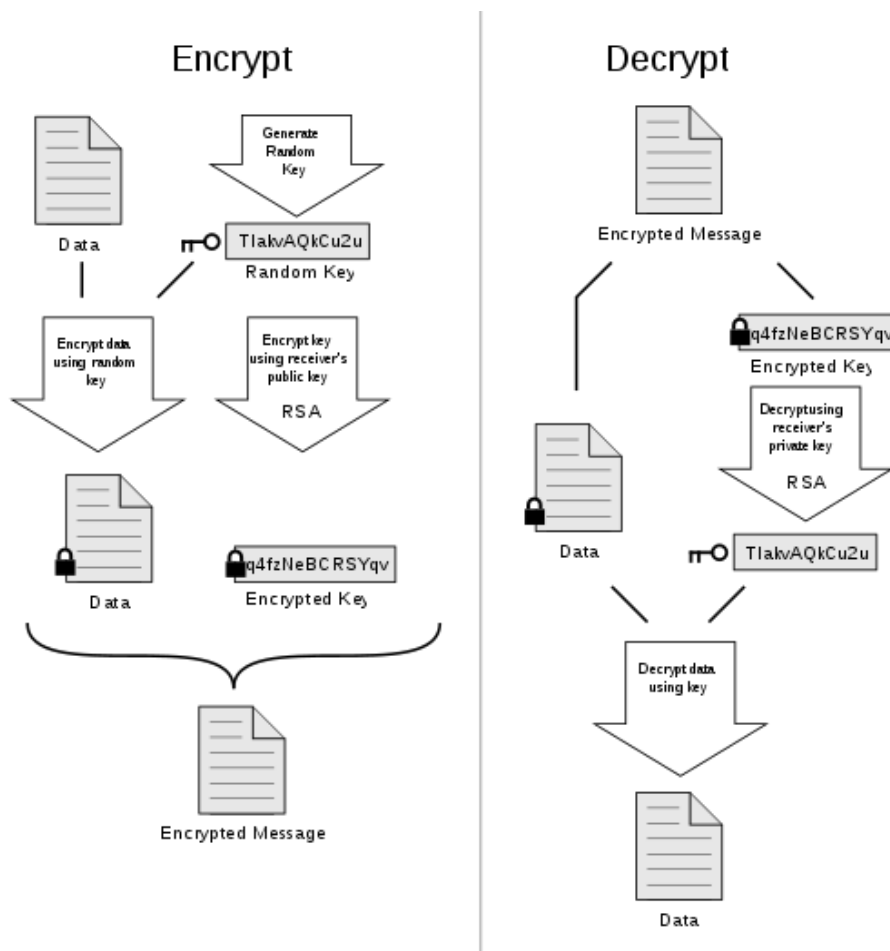 Encrypt
Generate
Random
Key
Data
TIakvAQkCu2u
Random Key
Encrypt data
using random
key
Encrypt key
using receiver's
public key
RSA
Data
q4fzNeBCRSYqv
Encrypted Key
Encrypted Message
Decrypt
Encrypted Message
q4fzNeBCRSYqv
Encrypted Key
Decryptusing
receiver's
private key
RSA
Data
TIakvAQkCu2u
Decrypt data
using key
Data